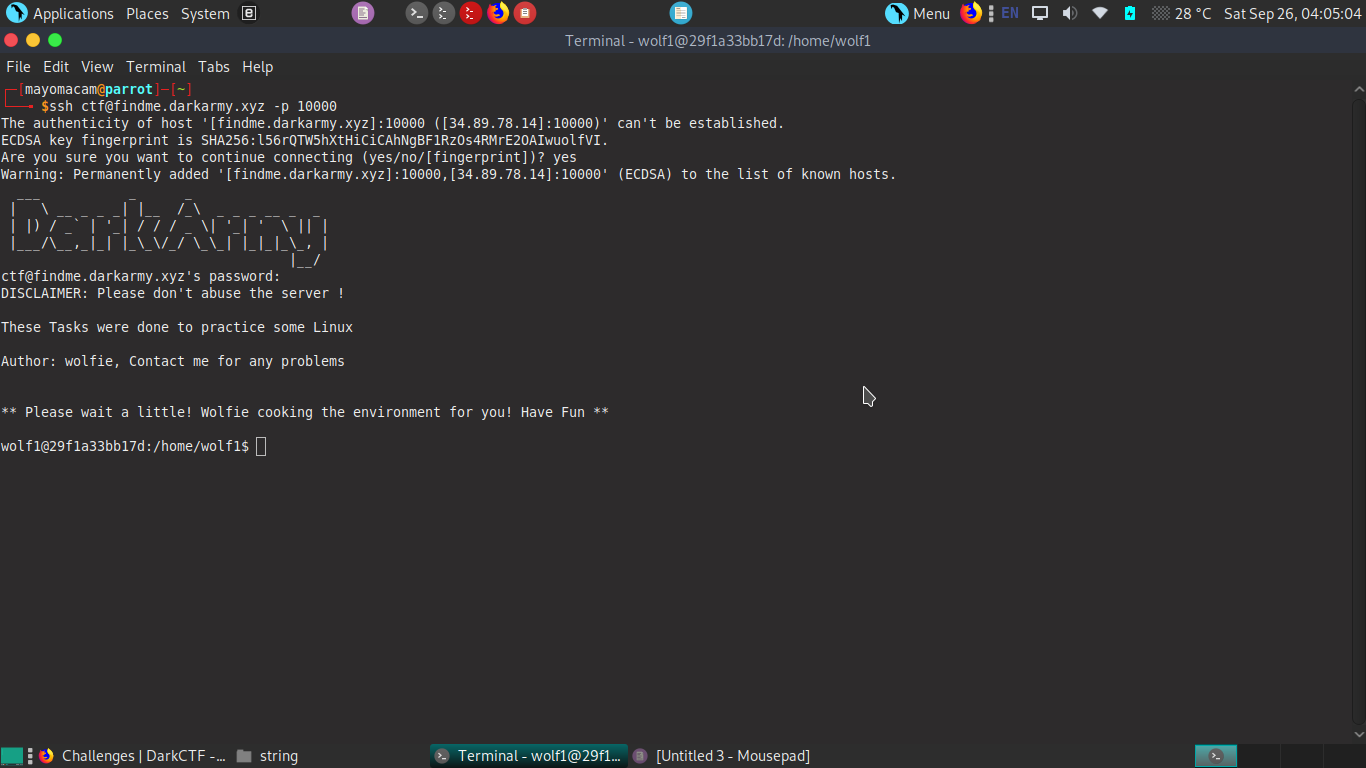 Applications Places System
Menu EN 28 °C Sat Sep 26, 04:05:04
Terminal - wolf1@29f1a33bb17d: /home/wolf1
File Edit View Terminal Tabs Help
┌─[mayomacam@parrot]─[~]
└──╼ $ssh ctf@findme.darkarmy.xyz -p 10000
The authenticity of host '[findme.darkarmy.xyz]:10000 ([34.89.78.14]:10000)' can't be established.
ECDSA key fingerprint is SHA256:l56rQTW5hXtHiCiCAhNgBF1RzOs4RMrE2OAIwuolfVI.
Are you sure you want to continue connecting (yes/no/[fingerprint])? yes
Warning: Permanently added '[findme.darkarmy.xyz]:10000,[34.89.78.14]:10000' (ECDSA) to the list of known hosts.
DarkArmy
ctf@findme.darkarmy.xyz's password:
DISCLAIMER: Please don't abuse the server !
These Tasks were done to practice some Linux
Author: wolfie, Contact me for any problems
** Please wait a little! Wolfie cooking the environment for you! Have Fun **
wolf1@29f1a33bb17d:/home/wolf1$
Challenges | DarkCTF -... string Terminal - wolf1@29f1... [Untitled 3 - Mousepad]